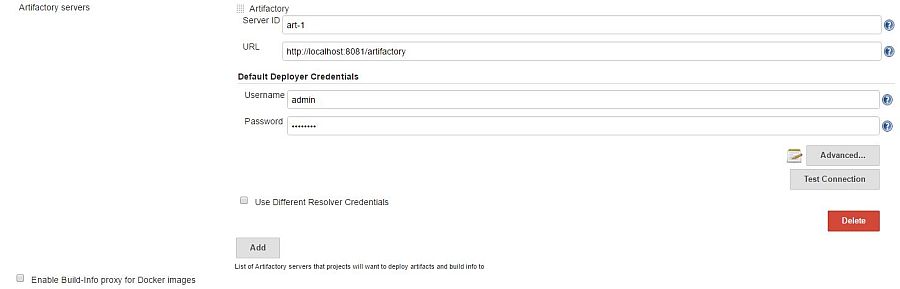 Artifactory servers
Artifactory
Server ID art-1
URL http://localhost:8081/artifactory
Default Deployer Credentials
Username admin
Password ••••••••
Advanced...
Test Connection
Use Different Resolver Credentials
Delete
Add
List of Artifactory servers that projects will want to deploy artifacts and build info to
Enable Build-Info proxy for Docker images